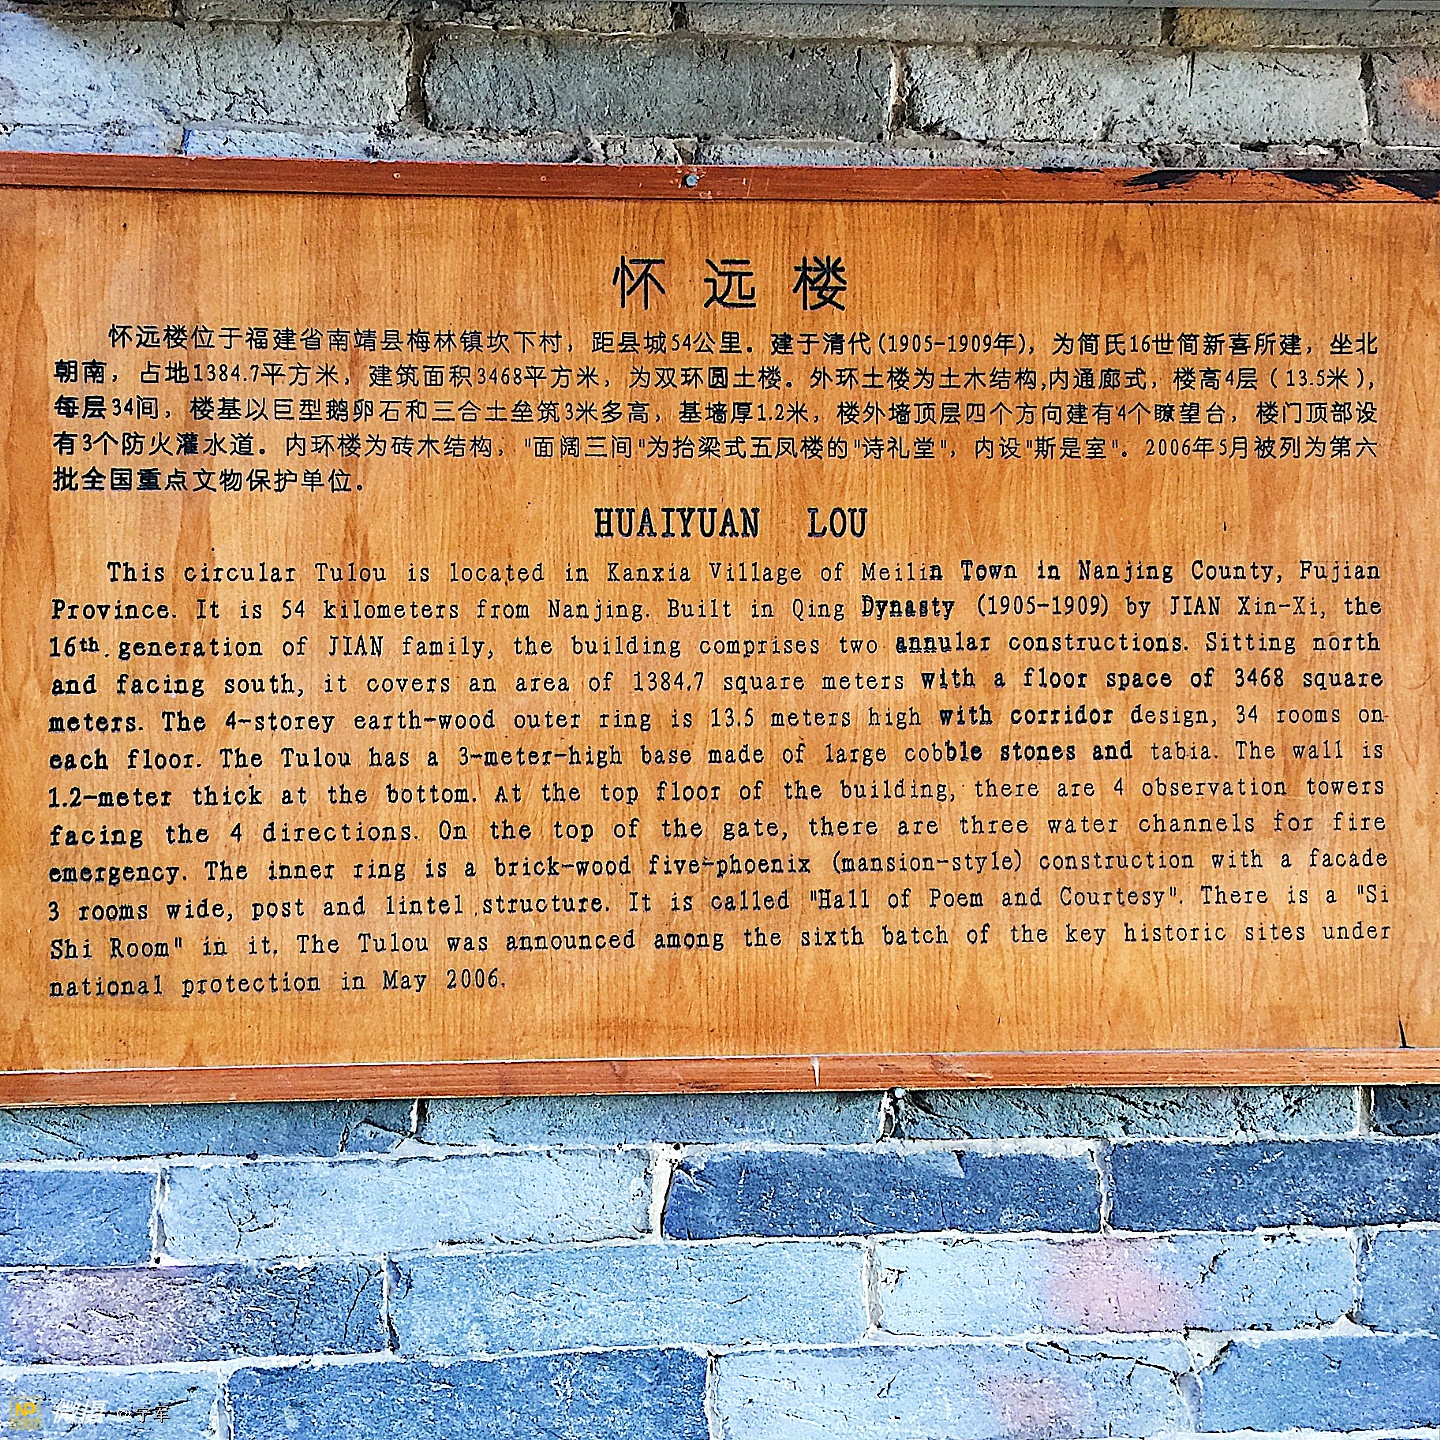 怀远楼
怀远楼位于福建省南靖县梅林镇坎下村，距县城54公里。建于清代(1905-1909年)，为简氏16世简新喜所建，坐北
朝南，占地1384.7平方米，建筑面积3468平方米，为双环圆土楼。外环土楼为土木结构,内通廊式，楼高4层（13.5米），
每层34间，楼基以巨型鹅卵石和三合土垒筑3米多高，基墙厚1.2米，楼外墙顶层四个方向建有4个瞭望台，楼门顶部设
有3个防火灌水道。内环楼为砖木结构，"面阔三间"为抬梁式五凤楼的"诗礼堂"，内设"斯是室"。2006年5月被列为第六
批全国重点文物保护单位。
HUAIYUAN LOU
This circular Tulou is located in Kanxia Village of Meilin Town in Nanjing County, Fujian
Province. It is 54 kilometers from Nanjing. Built in Qing Dynasty (1905-1909) by JIAN Xin-Xi, the
16th generation of JIAN family, the building comprises two annular constructions. Sitting north
and facing south, it covers an area of 1384.7 square meters with a floor space of 3468 square
meters. The 4-storey earth-wood outer ring is 13.5 meters high with corridor design, 34 rooms on
each floor. The Tulou has a 3-meter-high base made of large cobble stones and tabia. The wall is
1.2-meter thick at the bottom. At the top floor of the building, there are 4 observation towers
facing the 4 directions. On the top of the gate, there are three water channels for fire
emergency. The inner ring is a brick-wood five-phoenix (mansion-style) construction with a facade
3 rooms wide, post and lintel structure. It is called "Hall of Poem and Courtesy". There is a "Si
Shi Room" in it. The Tulou was announced among the sixth batch of the key historic sites under
national protection in May 2006.
NP